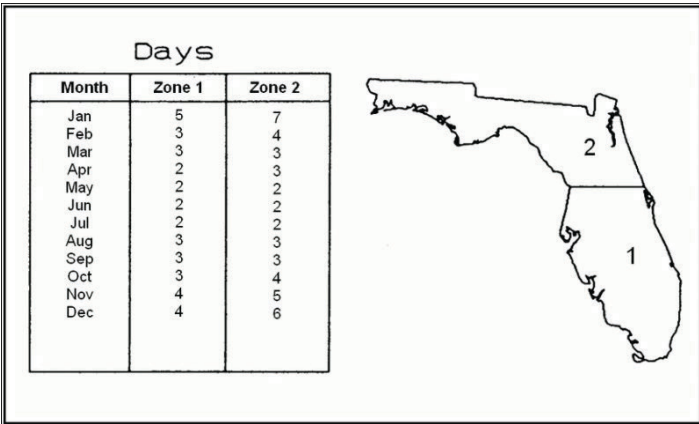 Days
Month Zone 1 Zone 2
Jan 5 7
Feb 3 4
Mar 3 3
Apr 2 3
May 2 2
Jun 2 2
Jul 2 2
Aug 3 3
Sep 3 3
Oct 3 4
Nov 4 5
Dec 4 6
2
1